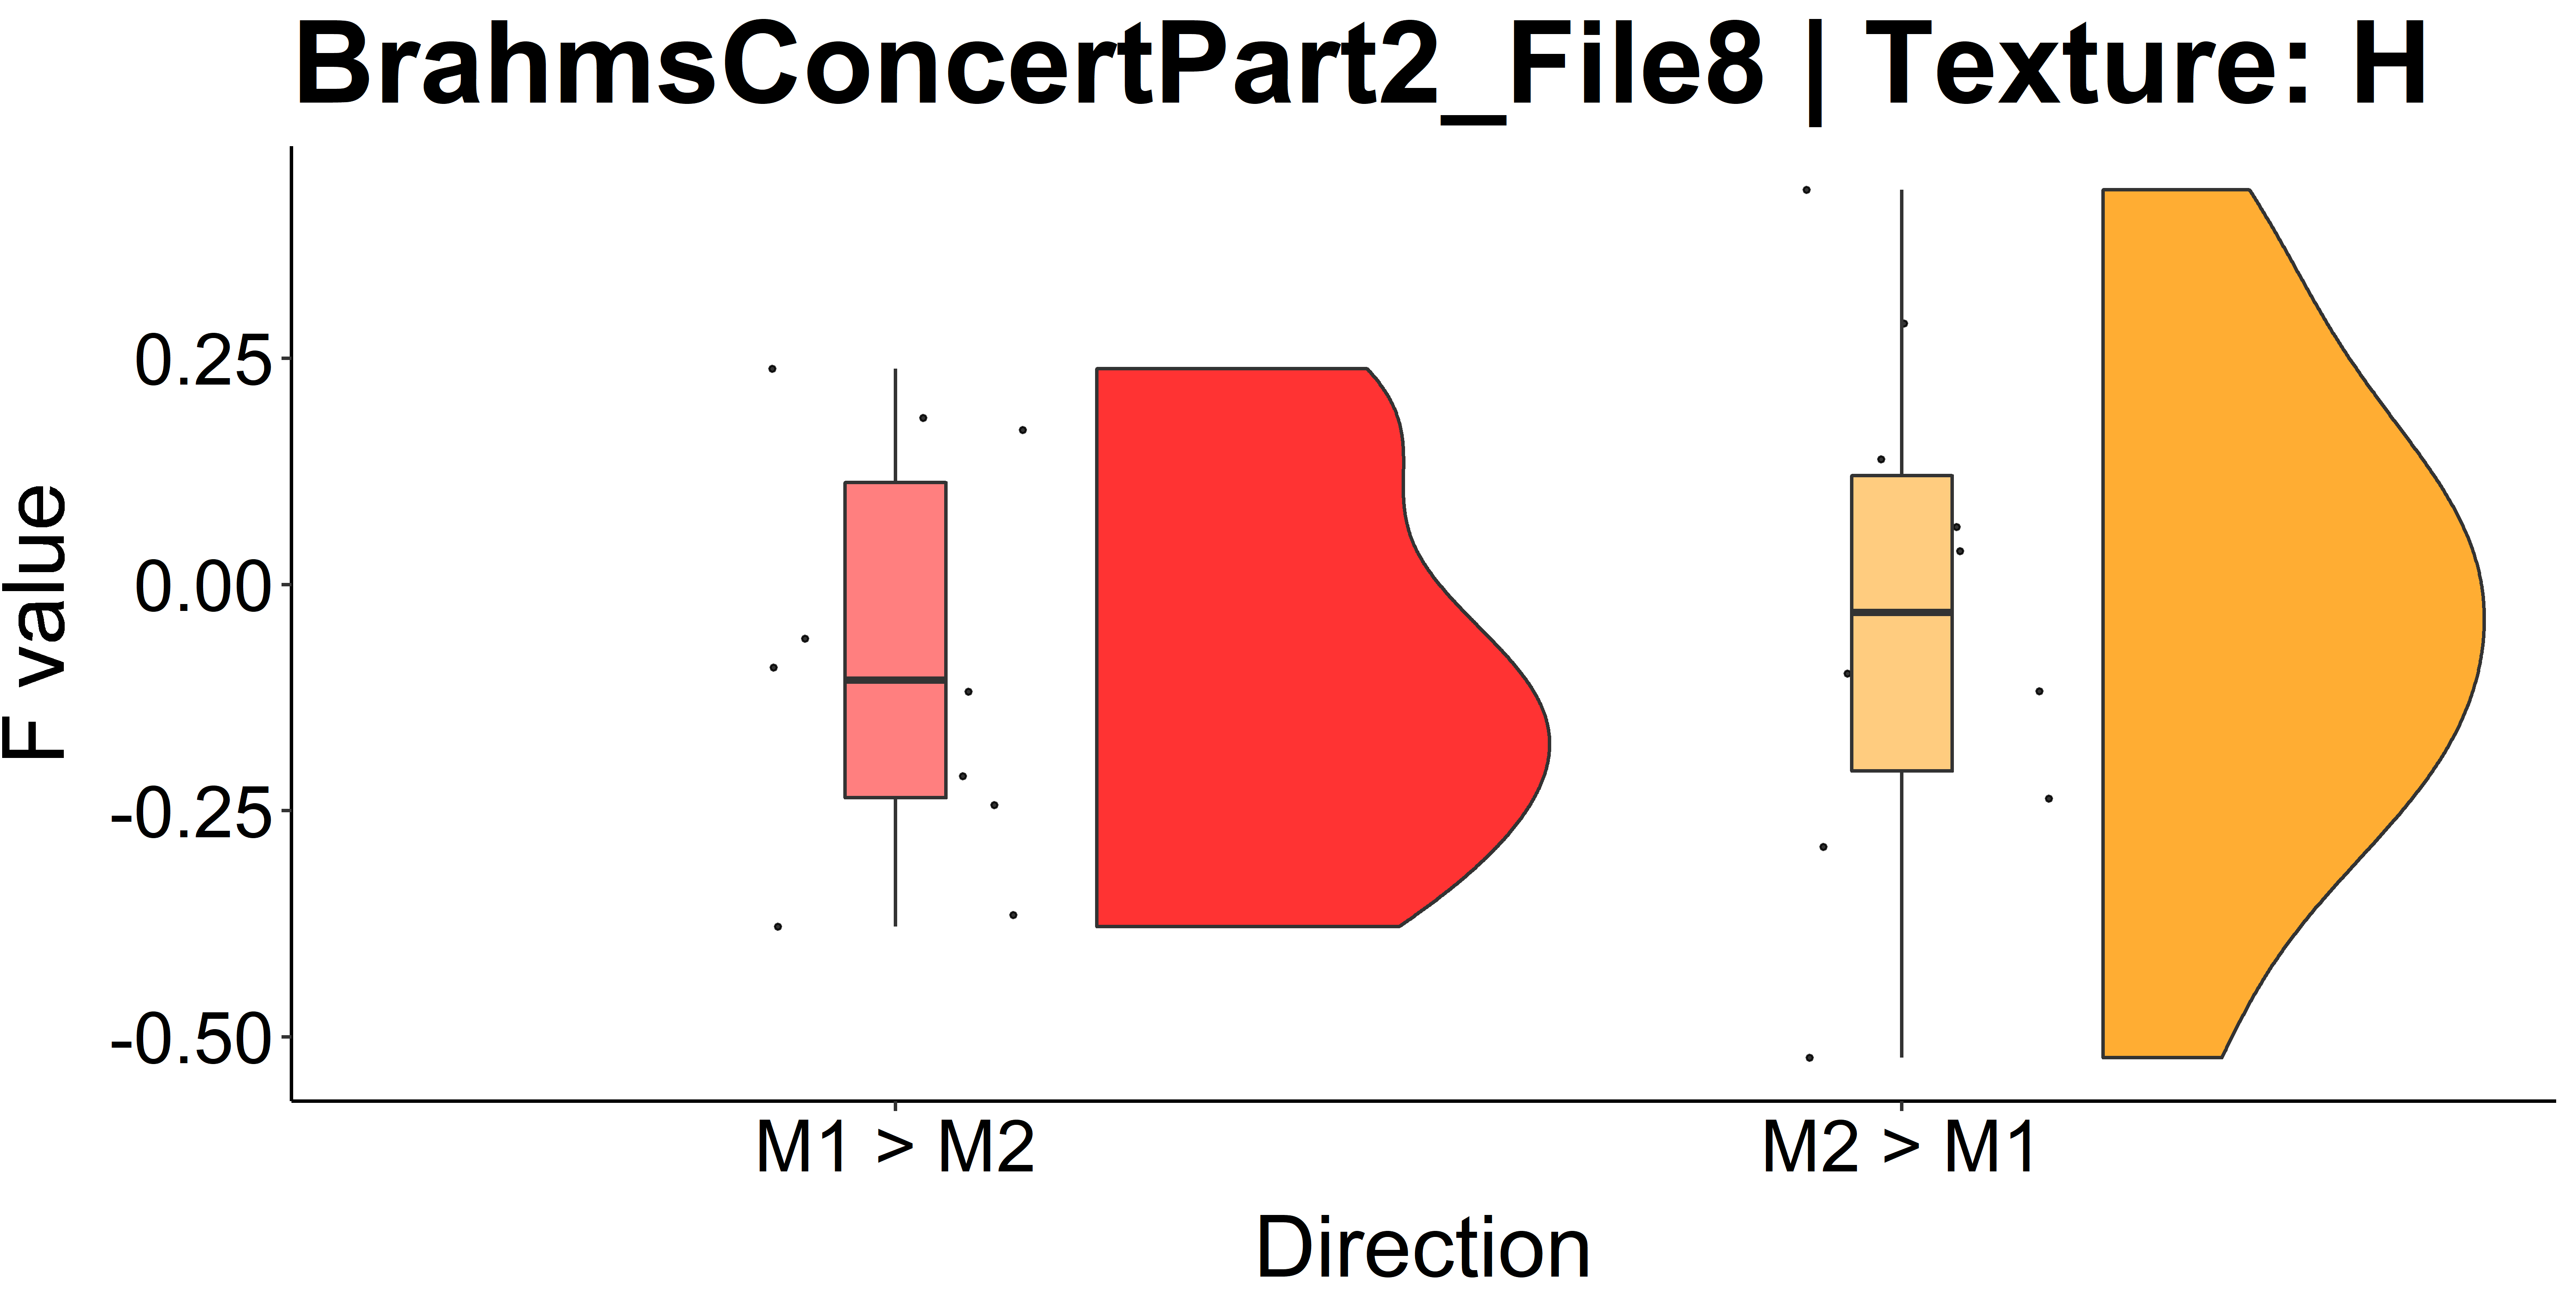 BrahmsConcertPart2_File8 | Texture: H
F value
0.25
0.00
-0.25
-0.50
M1 > M2
M2 > M1
Direction